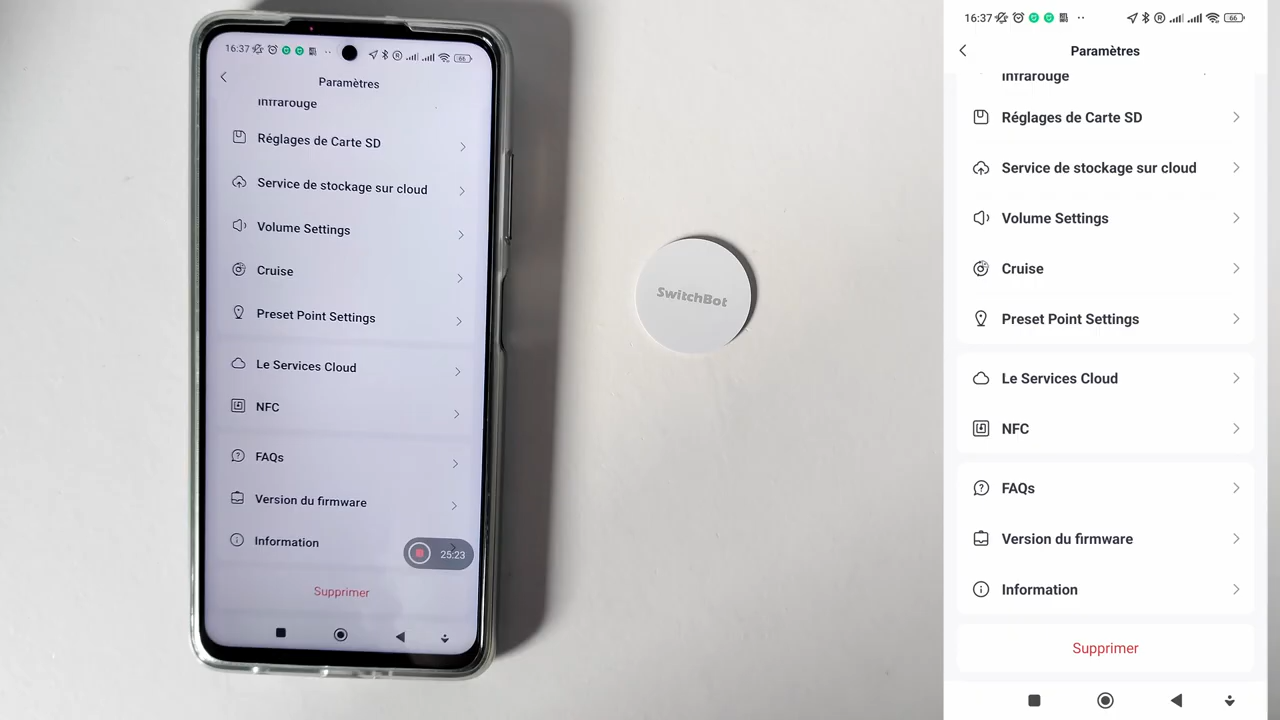 16:37
66
Paramètres
Infrarouge
Réglages de Carte SD
Service de stockage sur cloud
Volume Settings
Cruise
Preset Point Settings
Le Services Cloud
NFC
FAQs
Version du firmware
Information
25:23
Supprimer
SwitchBot
16:37
66
Paramètres
Infrarouge
Réglages de Carte SD
Service de stockage sur cloud
Volume Settings
Cruise
Preset Point Settings
Le Services Cloud
NFC
FAQs
Version du firmware
Information
Supprimer